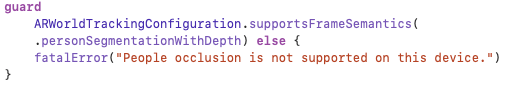 guard
ARWorldTrackingConfiguration.supportsFrameSemantics(
.personSegmentationWithDepth) else {
fatalError("People occlusion is not supported on this device.")
}